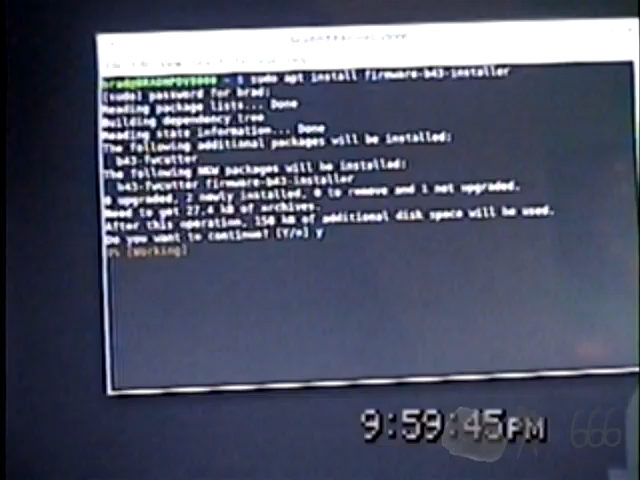 sudo apt install firmware-b43-installer
[sudo] password for brad:
Reading package lists... Done
Building dependency tree
Reading state information... Done
The following additional packages will be installed:
b43-fwcutter
The following NEW packages will be installed:
b43-fwcutter firmware-b43-installer
0 upgraded, 2 newly installed, 0 to remove and 1 not upgraded.
Need to get 27.4 kB of archives.
After this operation, 150 kB of additional disk space will be used.
Do you want to continue? [Y/n] y
0% [Working]
9:59:45PM
666